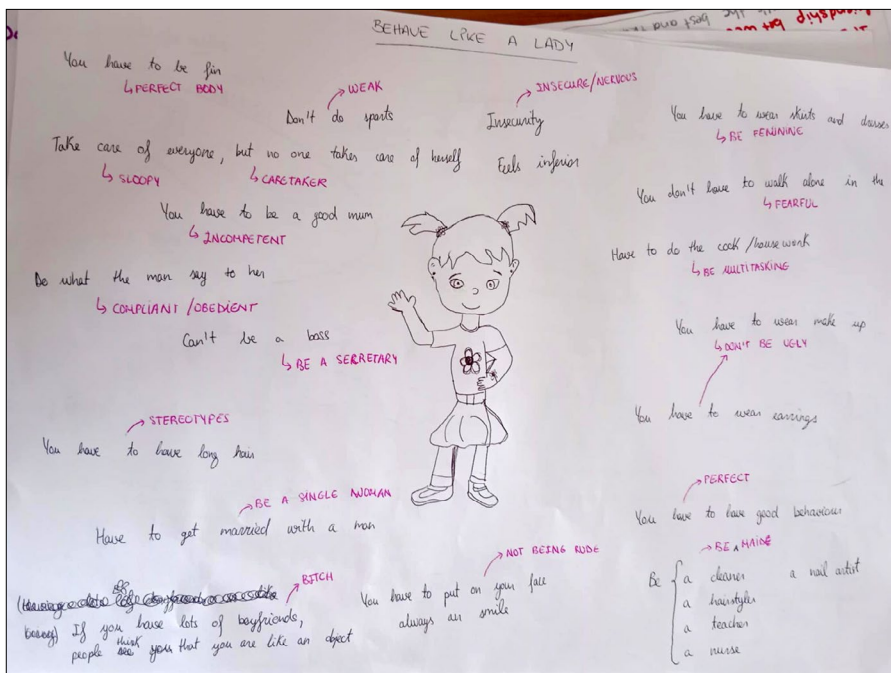 BEHAVE LIKE A LADY
friendship but we
the best and
You have to be fin
↳ PERFECT BODY
WEAK
Don't do sports
INSECURE/NERVOUS
Insecurity
Feels inferior
You have to wear skirts and dresses
↳ BE FENININE
Take care of everyone, but no one takes care of herself
↳ SLOOPY
↳ CARETAKER
You don't have to walk alone in the
↳ FEARFUL
You have to be a good mum
↳ INCOMPETENT
Have to do the cook/housework
↳ BE MULTITASKING
Do what the man say to her
↳ COMPLIANT/OBEDIENT
You have to wear make up
↳ DON'T BE UGLY
Can't be a boss
↳ BE A SERRETARY
You have to wear earrings
STEREOTYPES
You have to have long hair
PERFECT
You have to have good behaviour
BE A SINGLE WOMAN
Have to get married with a man
BITCH
If you have lots of boyfriends,
people think you that you are like an object
NOT BEING RUDE
You have to put on your face
always an smile
BE A MAIDE
Be a cleaner
a hairstyler
a teacher
a nurse
a nail artist